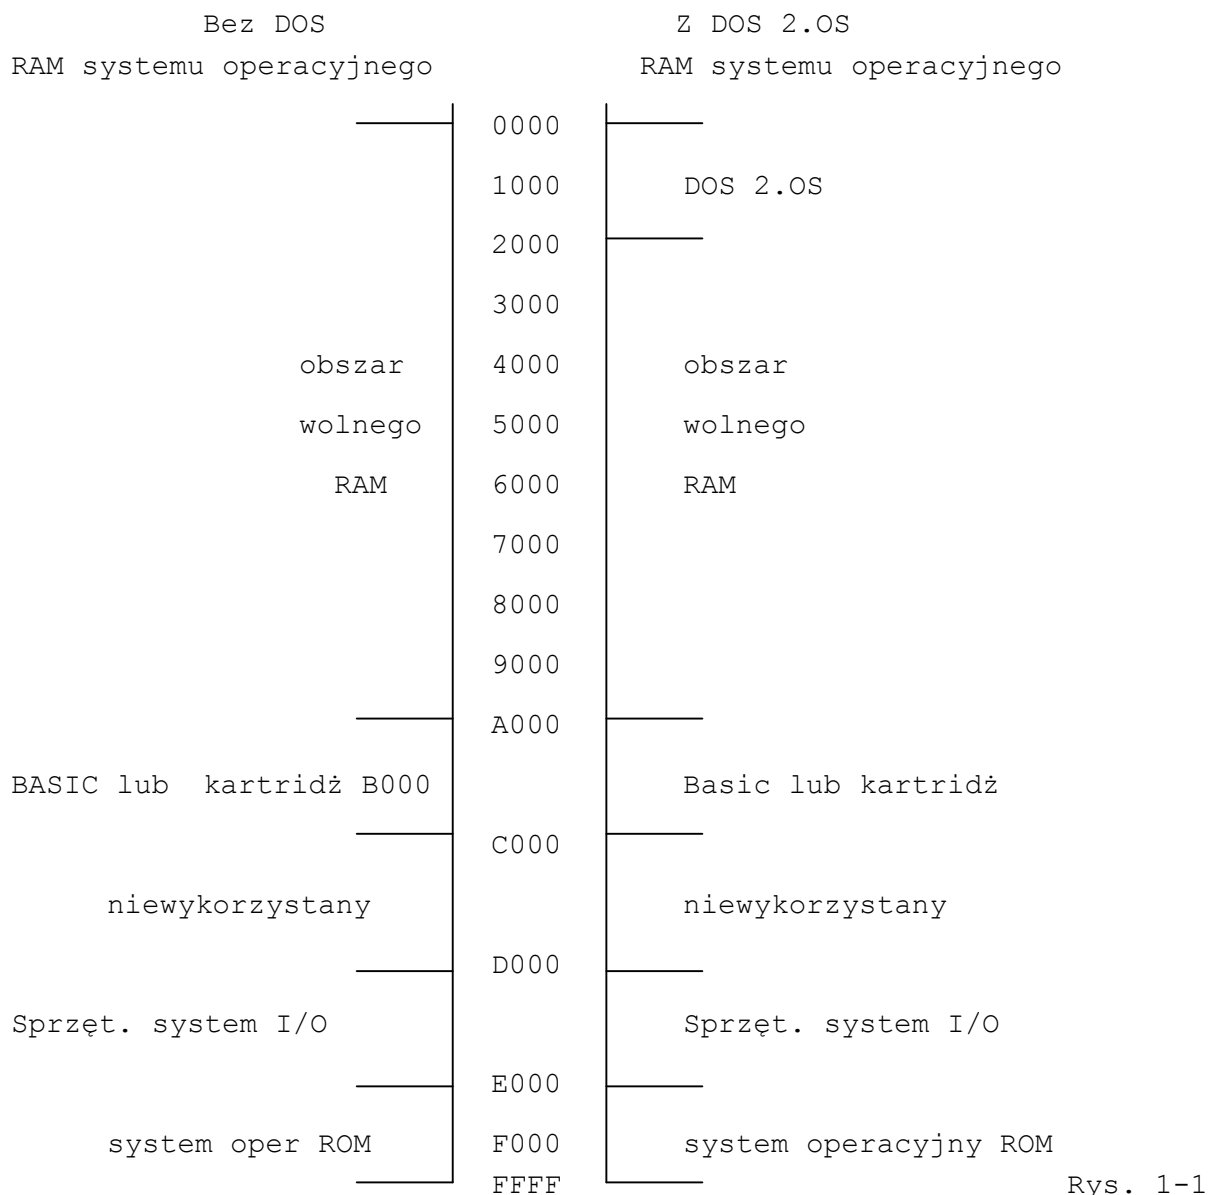 Bez DOS Z DOS 2.OS
RAM systemu operacyjnego RAM systemu operacyjnego
0000
1000 DOS 2.OS
2000
3000
obszar 4000 obszar
wolnego 5000 wolnego
RAM 6000 RAM
7000
8000
9000
A000
BASIC lub kartridż B000 Basic lub kartridż
C000
niewykorzystany niewykorzystany
D000
Sprzęt. system I/O Sprzęt. system I/O
E000
system oper ROM F000 system operacyjny ROM
FFFF Rys. 1-1